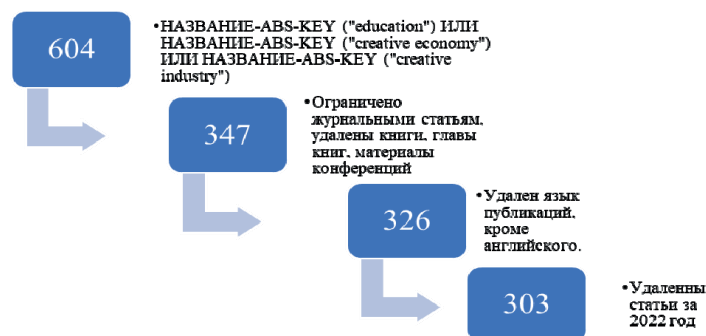 604
•НАЗВАНИЕ-ABS-KEY ("education") ИЛИ
НАЗВАНИЕ-ABS-KEY ("creative economy")
ИЛИ НАЗВАНИЕ-ABS-KEY ("creative
industry")
347
•Ограничено
журнальными статьям,
удалены книги, главы
книг, материалы
конференций
326
•Удален язык
публикаций,
кроме
английского.
303
•Удаленны
статьи за
2022 год